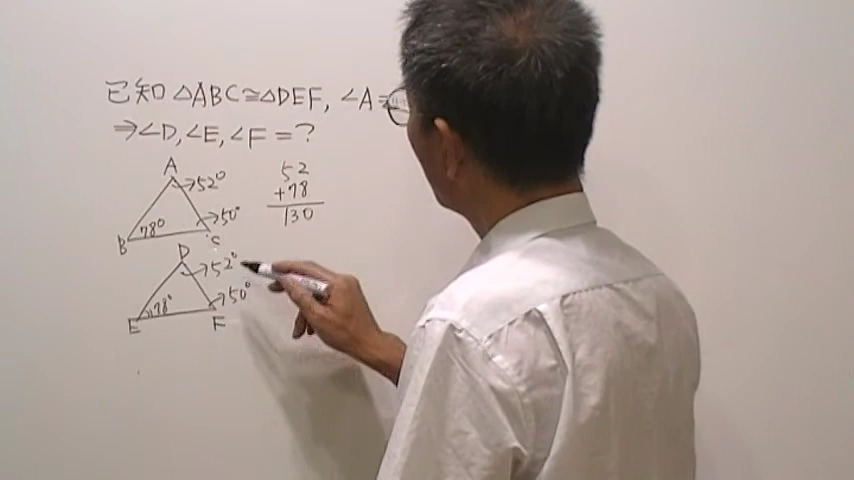 已知 △ABC≅△DEF, ∠A=
⇒∠D,∠E,∠F=?
A
52°
78°
50°
B
C
52
+78
130
D
52°
78°
50°
E
F